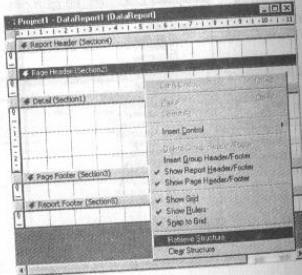 Project1 - DataReport1 (DataReport)
Report Header (Section4)
Page Header (Section2)
Detail (Section1)
Insert Control
Insert Group Header/Footer
Show Report Header/Footer
Show Page Header/Footer
Show Grid
Show Rulers
Snap to Grid
Retrieve Structure
Clear Structure
Page Footer (Section3)
Report Footer (Section5)